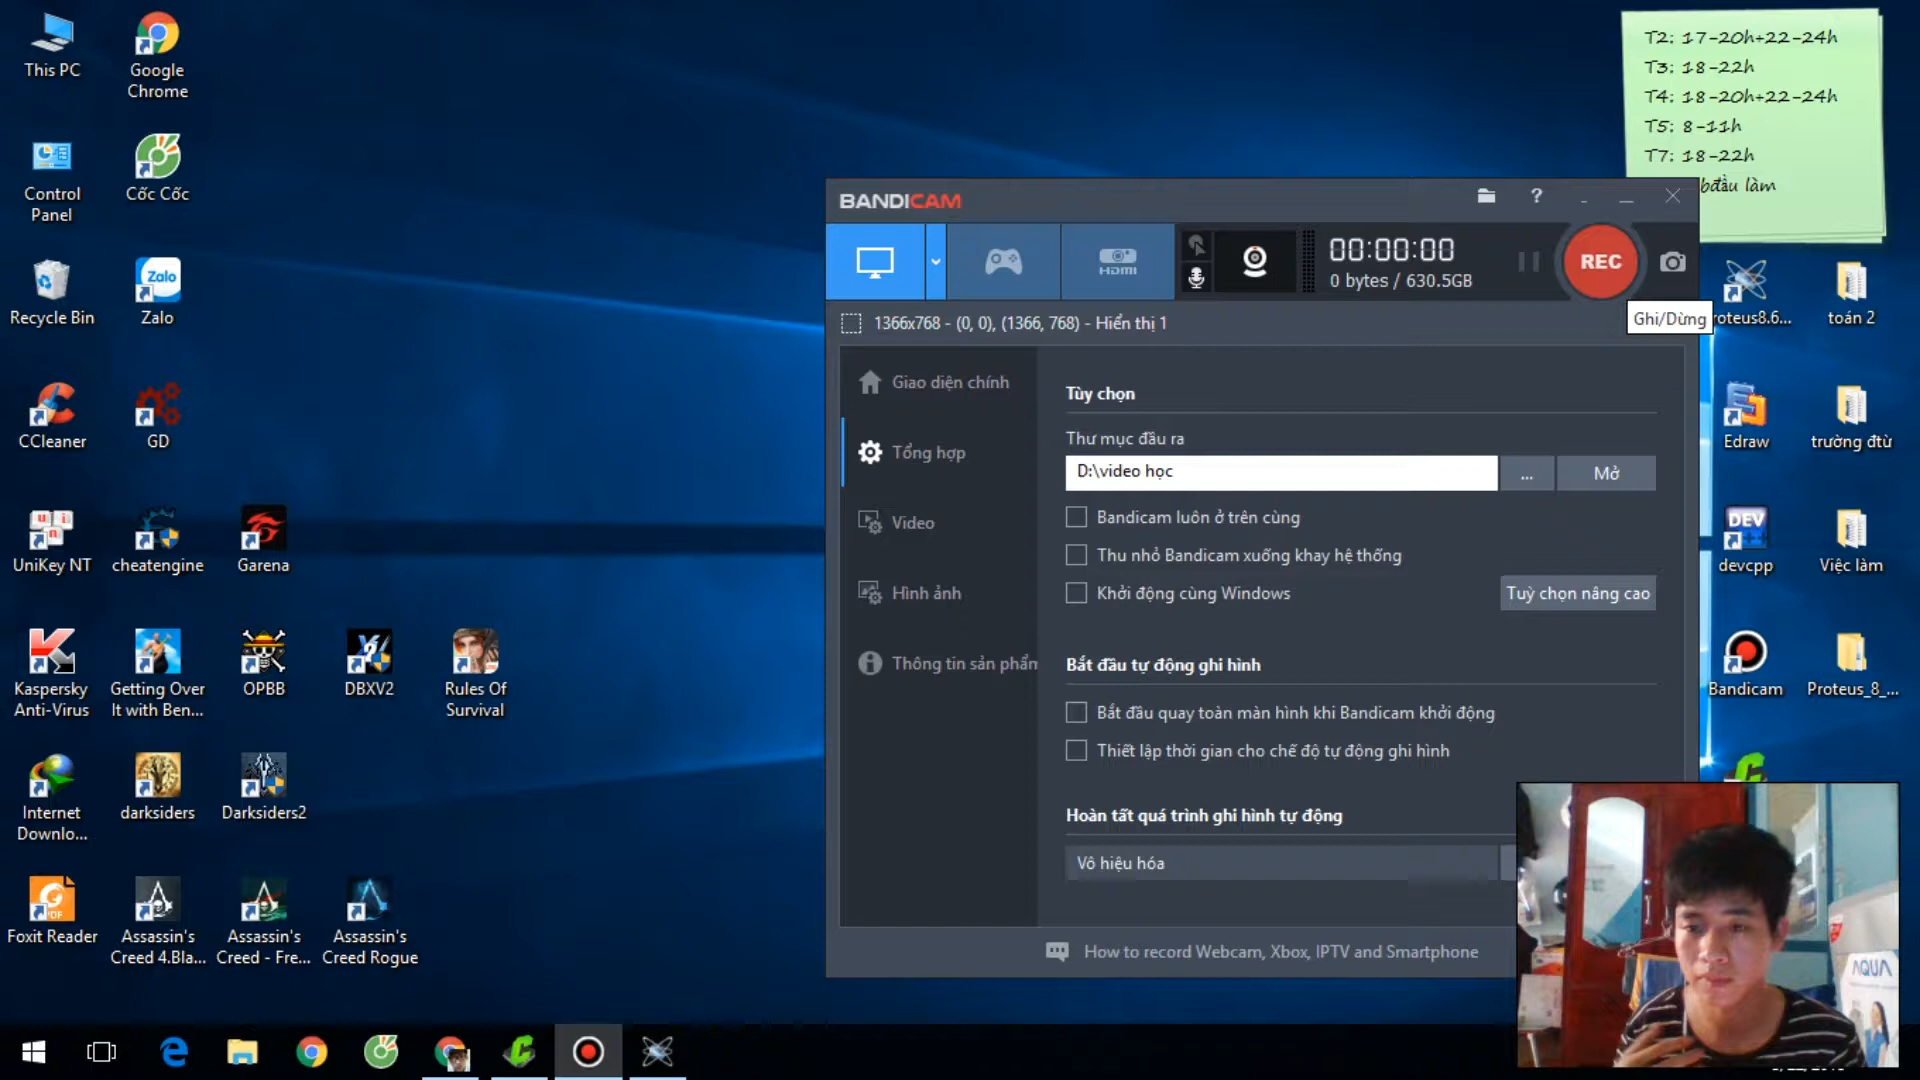 This PC
Google
Chrome
Control
Panel
Cốc Cốc
Recycle Bin
Zalo
Zalo
CCleaner
GD
UniKey NT
cheatengine
Garena
Kaspersky
Anti-Virus
Getting Over
It with Ben...
OPBB
DBXV2
Rules Of
Survival
Internet
Downlo...
darksiders
Darksiders2
Foxit Reader
Assassin's
Creed 4.Bla...
Assassin's
Creed - Fre...
Assassin's
Creed Rogue
T2: 17-20h+22-24h
T3: 18-22h
T4: 18-20h+22-24h
T5: 8-11h
T7: 18-22h
bđầu làm
BANDICAM
?
HDMI
00:00:00
0 bytes / 630.5GB
REC
1366x768 - (0, 0), (1366, 768) - Hiển thị 1
Ghi/Dừng
Giao diện chính
Tổng hợp
Video
Hình ảnh
Thông tin sản phẩm
Tùy chọn
Thư mục đầu ra
D:\video học
...
Mở
Bandicam luôn ở trên cùng
Thu nhỏ Bandicam xuống khay hệ thống
Khởi động cùng Windows
Tuỳ chọn nâng cao
Bắt đầu tự động ghi hình
Bắt đầu quay toàn màn hình khi Bandicam khởi động
Thiết lập thời gian cho chế độ tự động ghi hình
Hoàn tất quá trình ghi hình tự động
Vô hiệu hóa
How to record Webcam, Xbox, IPTV and Smartphone
roteus8.6...
toán 2
Edraw
trường đtù
DEV
devcpp
Việc làm
Bandicam
Proteus_8_...
AQUA